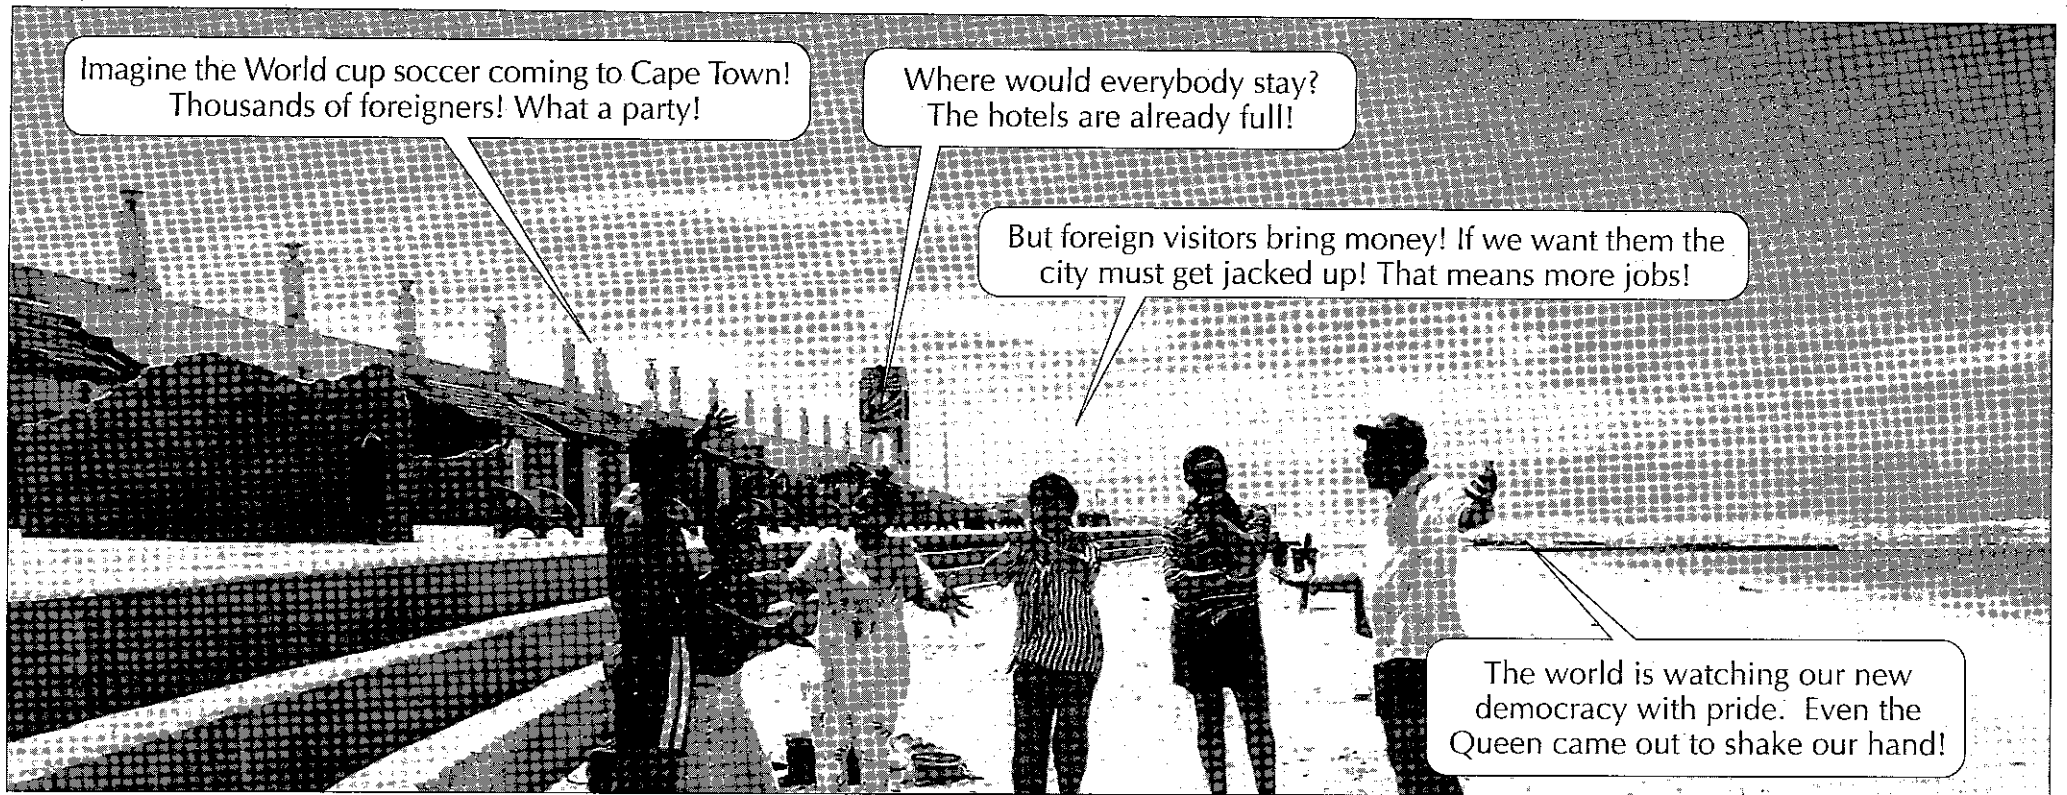 Imagine the World cup soccer coming to Cape Town!
Thousands of foreigners! What a party!
Where would everybody stay?
The hotels are already full!
But foreign visitors bring money! If we want them the
city must get jacked up! That means more jobs!
The world is watching our new
democracy with pride. Even the
Queen came out to shake our hand!